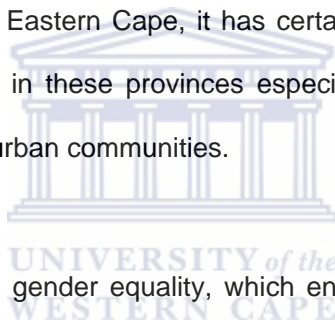 Eastern Cape, it has certa
in these provinces especi
urban communities.
UNIVERSITY of the
gender equality, which en
WESTERN CAPE